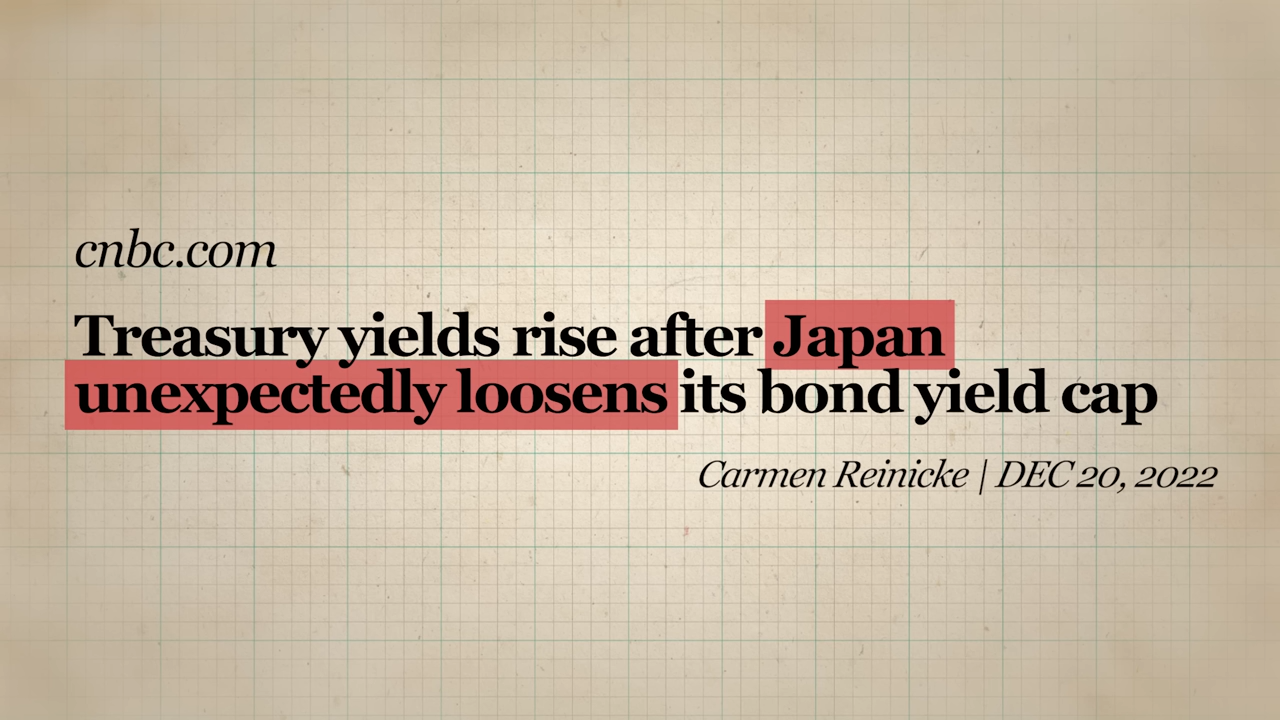 cnbc.com
Treasury yields rise after Japan
unexpectedly loosens its bond yield cap
Carmen Reinicke | DEC 20, 2022